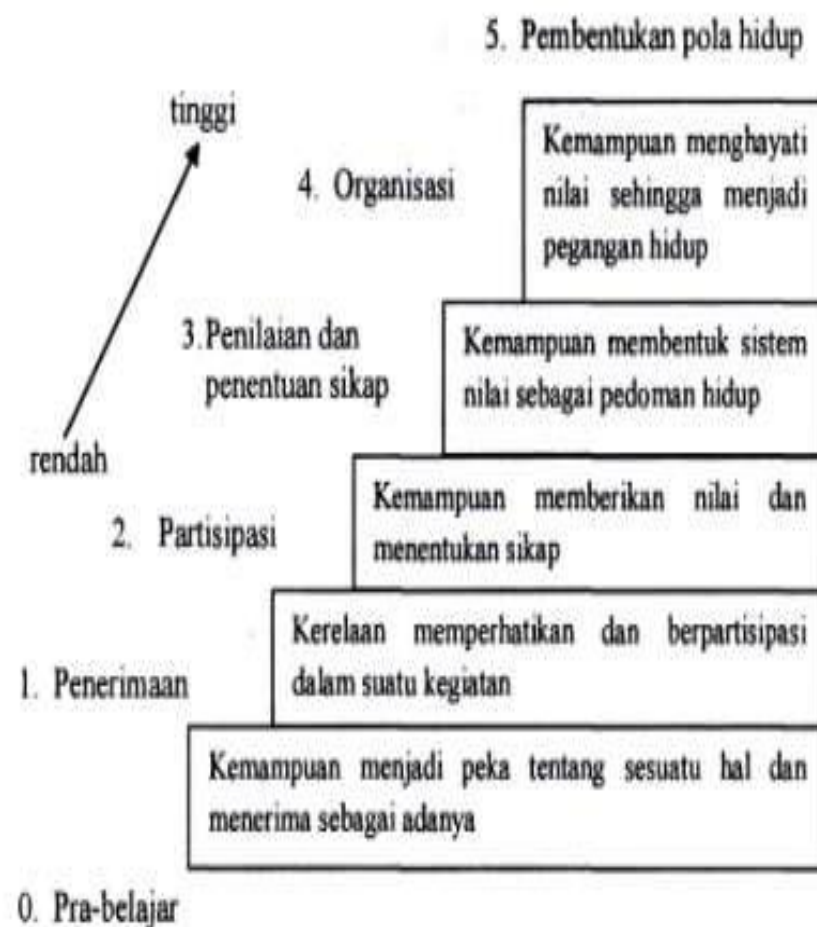 5. Pembentukan pola hidup
tinggi
Kemampuan menghayati
nilai sehingga menjadi
pegangan hidup
4. Organisasi
3. Penilaian dan
penentuan sikap
Kemampuan membentuk sistem
nilai sebagai pedoman hidup
rendah
Kemampuan memberikan nilai dan
menentukan sikap
2. Partisipasi
Kerelaan memperhatikan dan berpartisipasi
dalam suatu kegiatan
1. Penerimaan
Kemampuan menjadi peka tentang sesuatu hal dan
menerima sebagai adanya
0. Pra-belajar